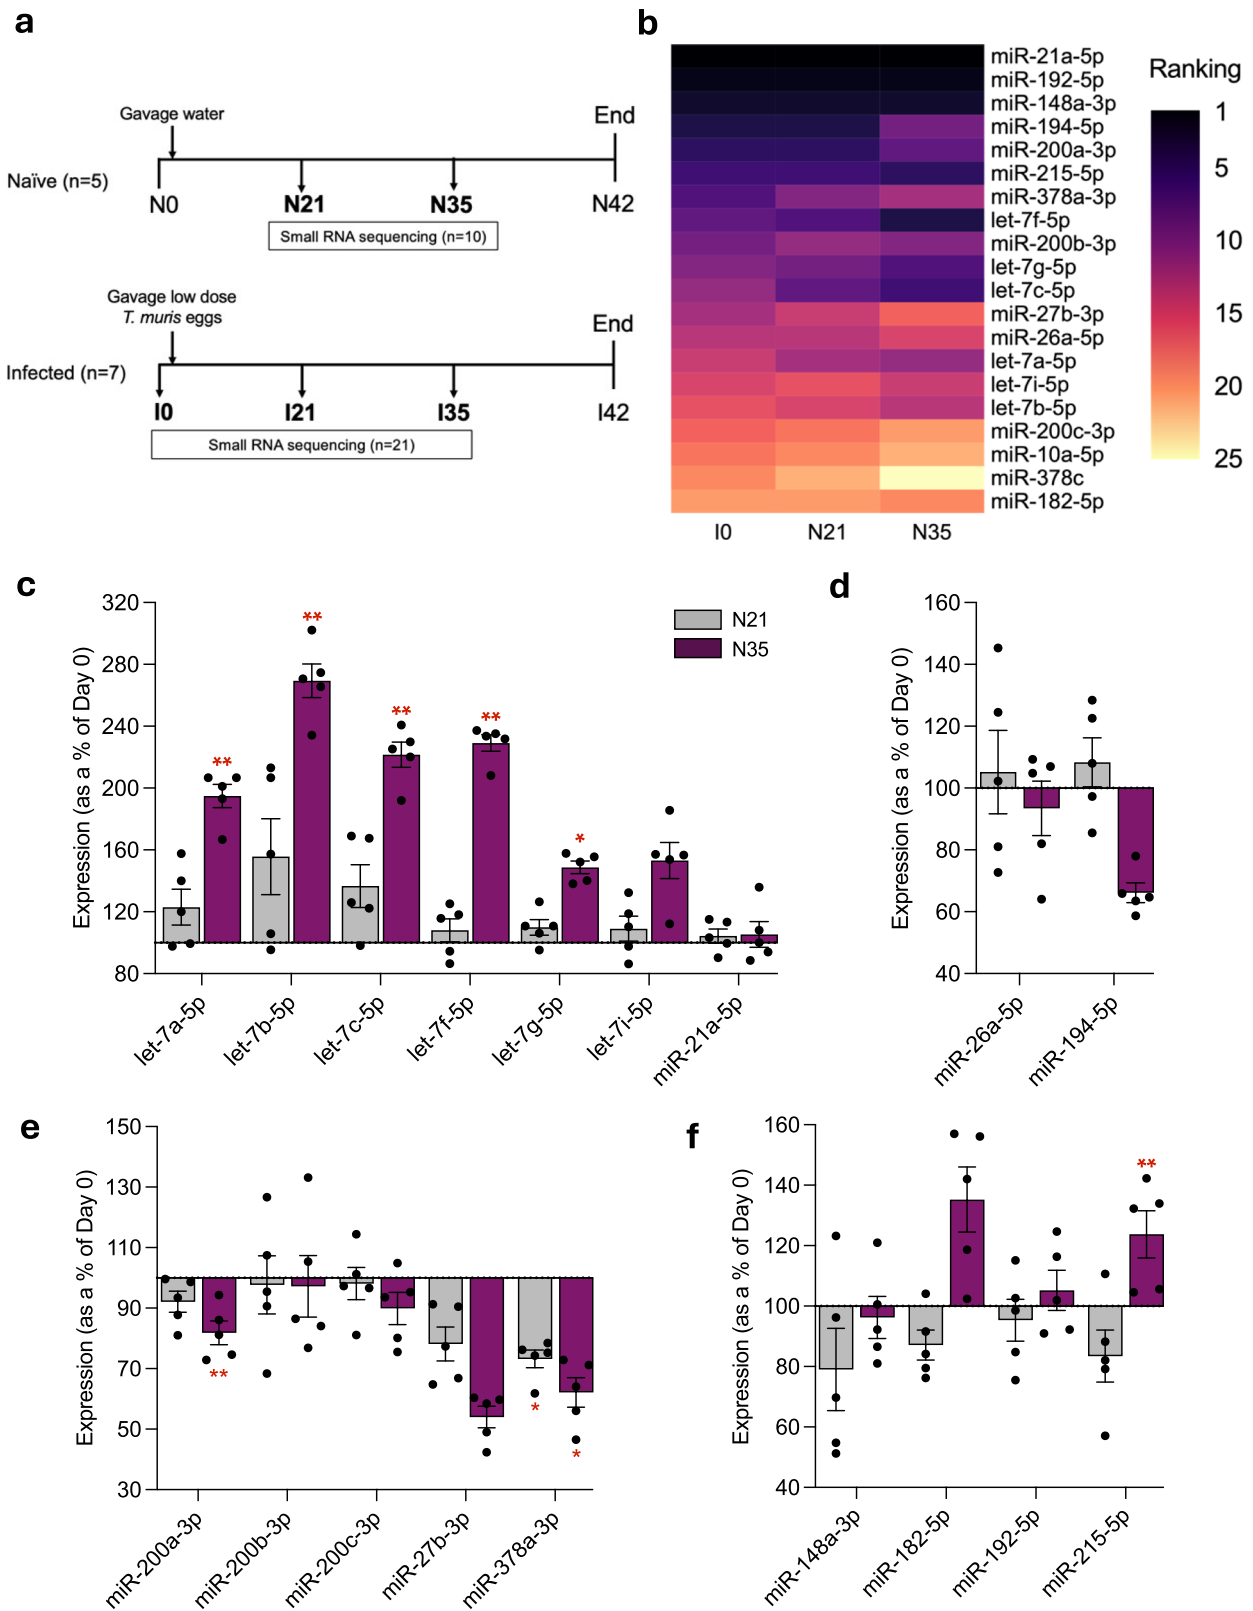 a
Gavage water
End
Naïve (n=5)
N0
N21
N35
N42
Small RNA sequencing (n=10)
Gavage low dose
T. muris eggs
End
Infected (n=7)
I0
I21
I35
I42
Small RNA sequencing (n=21)
b
miR-21a-5p
miR-192-5p
miR-148a-3p
miR-194-5p
miR-200a-3p
miR-215-5p
miR-378a-3p
let-7f-5p
miR-200b-3p
let-7g-5p
let-7c-5p
miR-27b-3p
miR-26a-5p
let-7a-5p
let-7i-5p
let-7b-5p
miR-200c-3p
miR-10a-5p
miR-378c
miR-182-5p
I0
N21
N35
Ranking
1
5
10
15
20
25
c
Expression (as a % of Day 0)
320
280
240
200
160
120
80
**
**
**
**
*
N21
N35
let-7a-5p
let-7b-5p
let-7c-5p
let-7f-5p
let-7g-5p
let-7i-5p
miR-21a-5p
d
Expression (as a % of Day 0)
160
140
120
100
80
60
40
miR-26a-5p
miR-194-5p
e
Expression (as a % of Day 0)
150
130
110
90
70
50
30
**
*
*
miR-200a-3p
miR-200b-3p
miR-200c-3p
miR-27b-3p
miR-378a-3p
f
Expression (as a % of Day 0)
160
140
120
100
80
60
40
**
miR-148a-3p
miR-182-5p
miR-192-5p
miR-215-5p